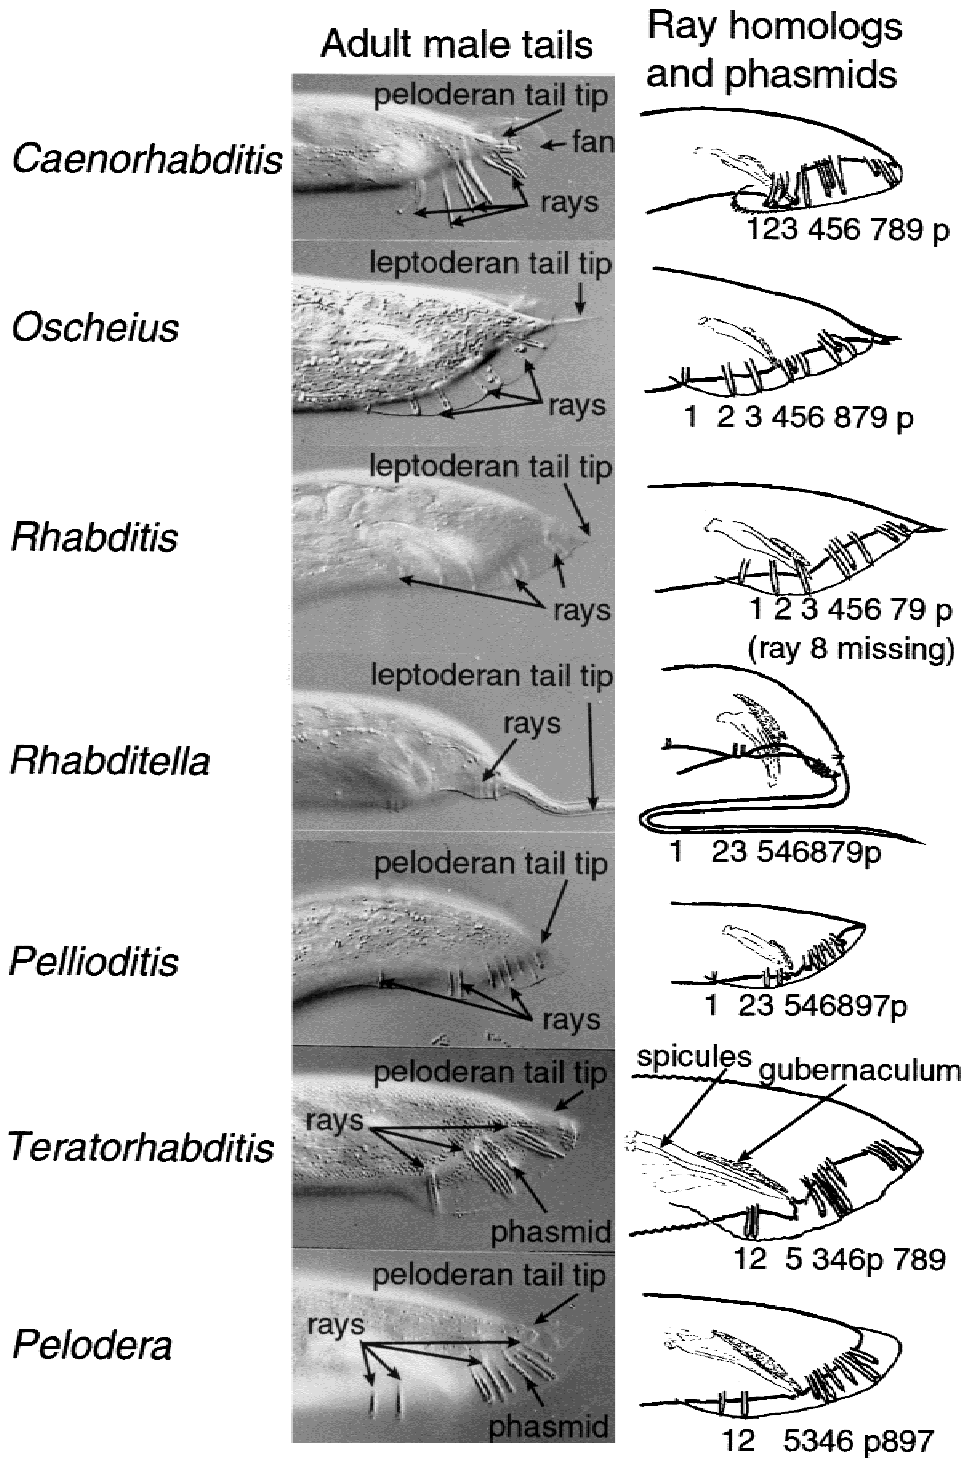 Adult male tails
Ray homologs
and phasmids
Caenorhabditis
peloderan tail tip
fan
rays
123 456 789 p
Oscheius
leptoderan tail tip
rays
1 2 3 456 879 p
Rhabditis
leptoderan tail tip
rays
1 2 3 456 79 p
(ray 8 missing)
Rhabditella
leptoderan tail tip
rays
1 23 546879p
Pellioditis
peloderan tail tip
rays
1 23 546897p
Teratorhabditis
peloderan tail tip
rays
phasmid
spicules
gubernaculum
12 5 346p 789
Pelodera
peloderan tail tip
rays
phasmid
12 5346 p897